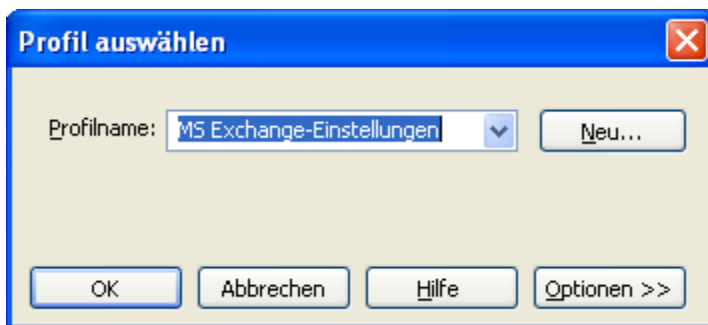 Profil auswählen
Profilname: MS Exchange-Einstellungen Neu...
OK Abbrechen Hilfe Optionen >>